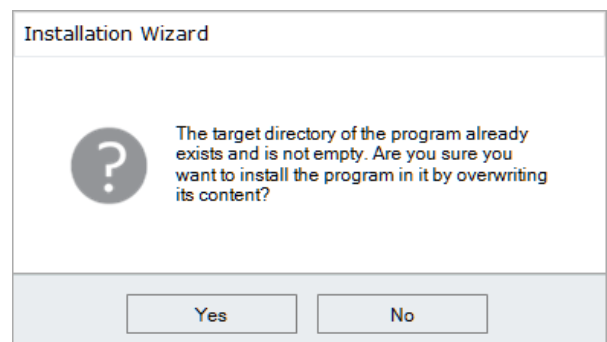 Installation Wizard
The target directory of the program already
exists and is not empty. Are you sure you
want to install the program in it by overwriting
its content?
Yes
No